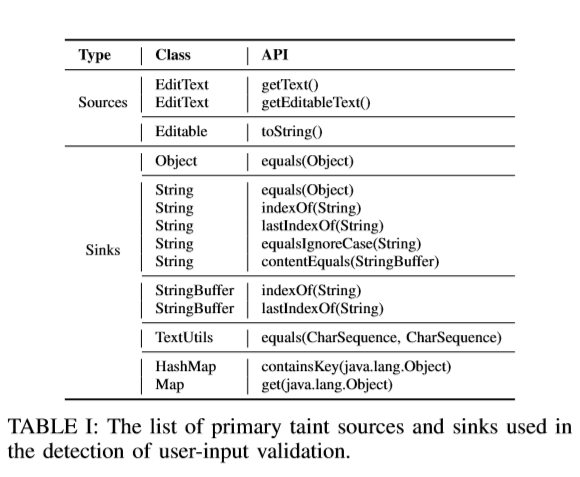 Type Class API
EditText getText()
Sources EditText getEditableText()
Editable toString()
Object equals(Object)
String equals(Object)
String indexOf(String)
String lastIndexOf(String)
String equalsIgnoreCase(String)
Sinks String contentEquals(StringBuffer)
StringBuffer indexOf(String)
StringBuffer lastIndexOf(String)
TextUtils equals(CharSequence, CharSequence)
HashMap containsKey(java.lang.Object)
Map get(java.lang.Object)
TABLE I: The list of primary taint sources and sinks used in
the detection of user-input validation.